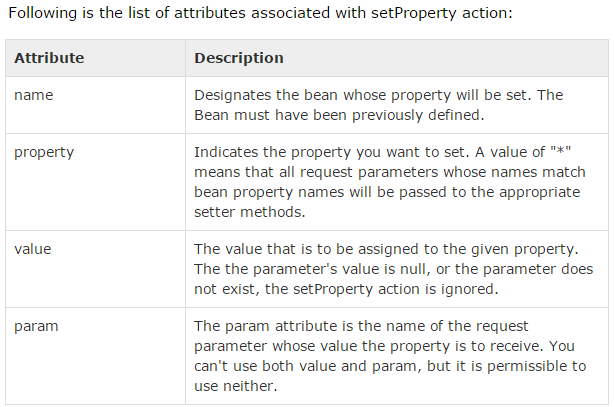 Following is the list of attributes associated with setProperty action:
Attribute Description
name Designates the bean whose property will be set. The
Bean must have been previously defined.
property Indicates the property you want to set. A value of "*"
means that all request parameters whose names match
bean property names will be passed to the appropriate
setter methods.
value The value that is to be assigned to the given property.
The the parameter's value is null, or the parameter does
not exist, the setProperty action is ignored.
param The param attribute is the name of the request
parameter whose value the property is to receive. You
can't use both value and param, but it is permissible to
use neither.